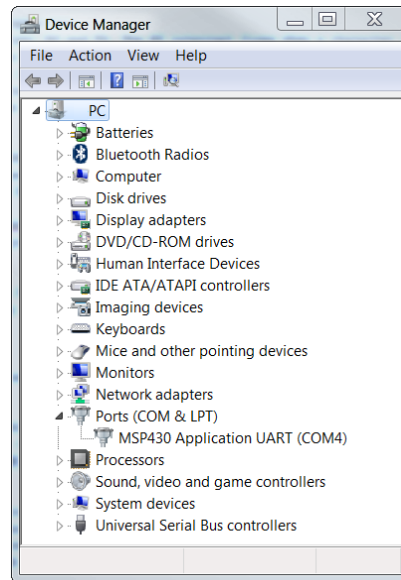 Device Manager
File Action View Help
PC
Batteries
Bluetooth Radios
Computer
Disk drives
Display adapters
DVD/CD-ROM drives
Human Interface Devices
IDE ATA/ATAPI controllers
Imaging devices
Keyboards
Mice and other pointing devices
Monitors
Network adapters
Ports (COM & LPT)
MSP430 Application UART (COM4)
Processors
Sound, video and game controllers
System devices
Universal Serial Bus controllers